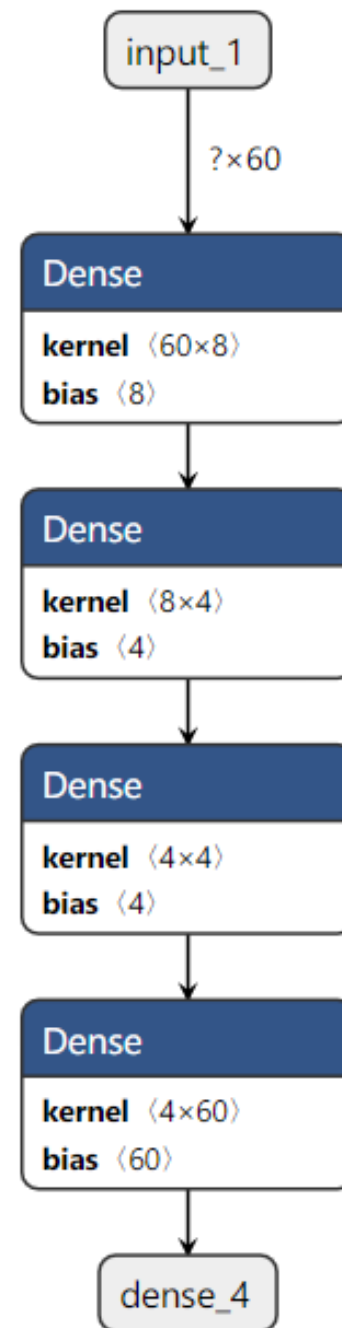 input_1
?×60
Dense
kernel 〈60×8〉
bias 〈8〉
Dense
kernel 〈8×4〉
bias 〈4〉
Dense
kernel 〈4×4〉
bias 〈4〉
Dense
kernel 〈4×60〉
bias 〈60〉
dense_4